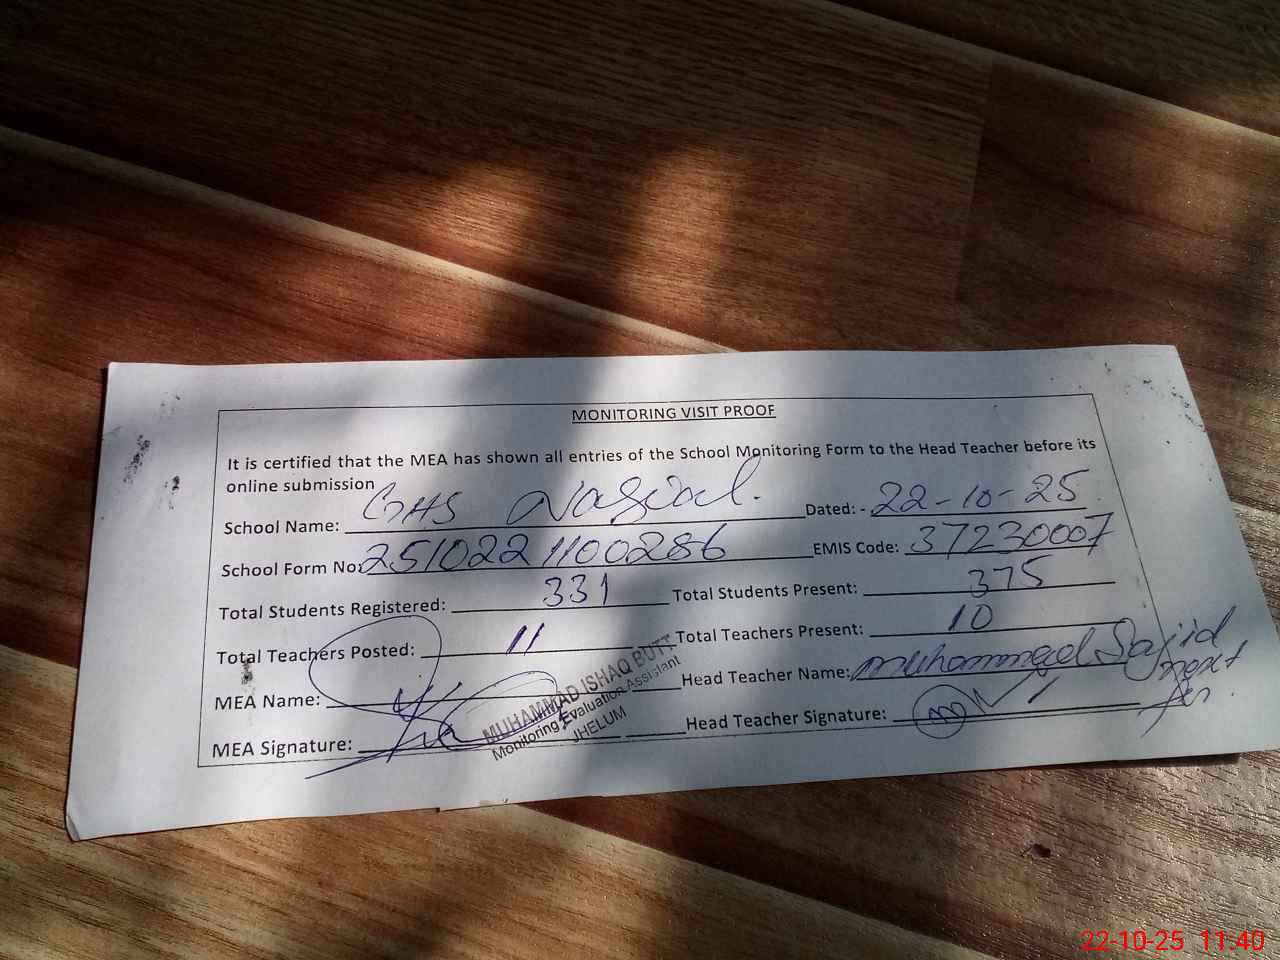 MONITORING VISIT PROOF
It is certified that the MEA has shown all entries of the School Monitoring Form to the Head Teacher before its
online submission
School Name: GHS Nagial. Dated: - 22-10-25
School Form No: 2510221100286 EMIS Code: 37230007
Total Students Registered: 331 Total Students Present: 375
Total Teachers Posted: 11 Total Teachers Present: 10
MEA Name: Head Teacher Name: Muhammad Sajid
MUHAMMAD ISHAQ BUTT
Monitoring Evaluation Assistant
JHELUM
MEA Signature: Head Teacher Signature:
22-10-25 11:40